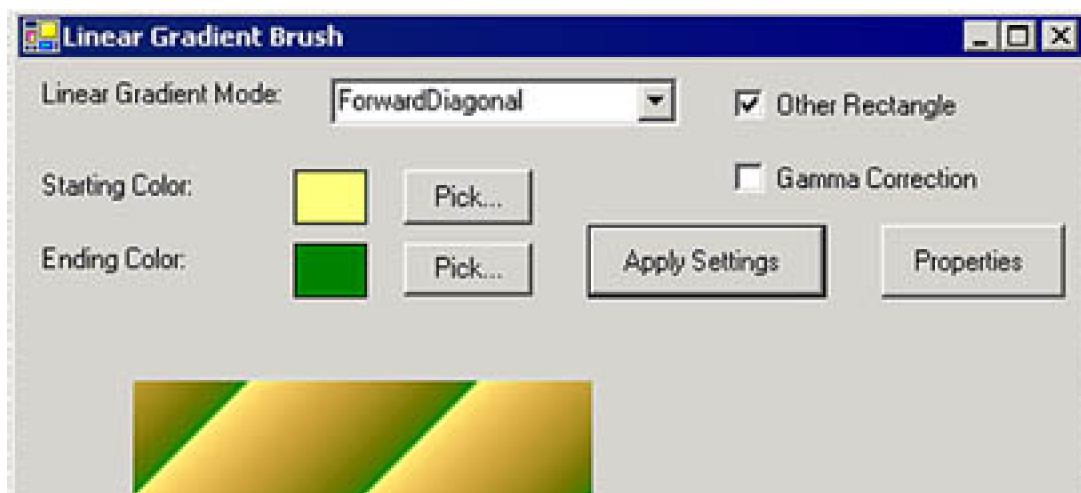 Linear Gradient Brush
Linear Gradient Mode: ForwardDiagonal Other Rectangle
Starting Color: Pick... Gamma Correction
Ending Color: Pick... Apply Settings Properties